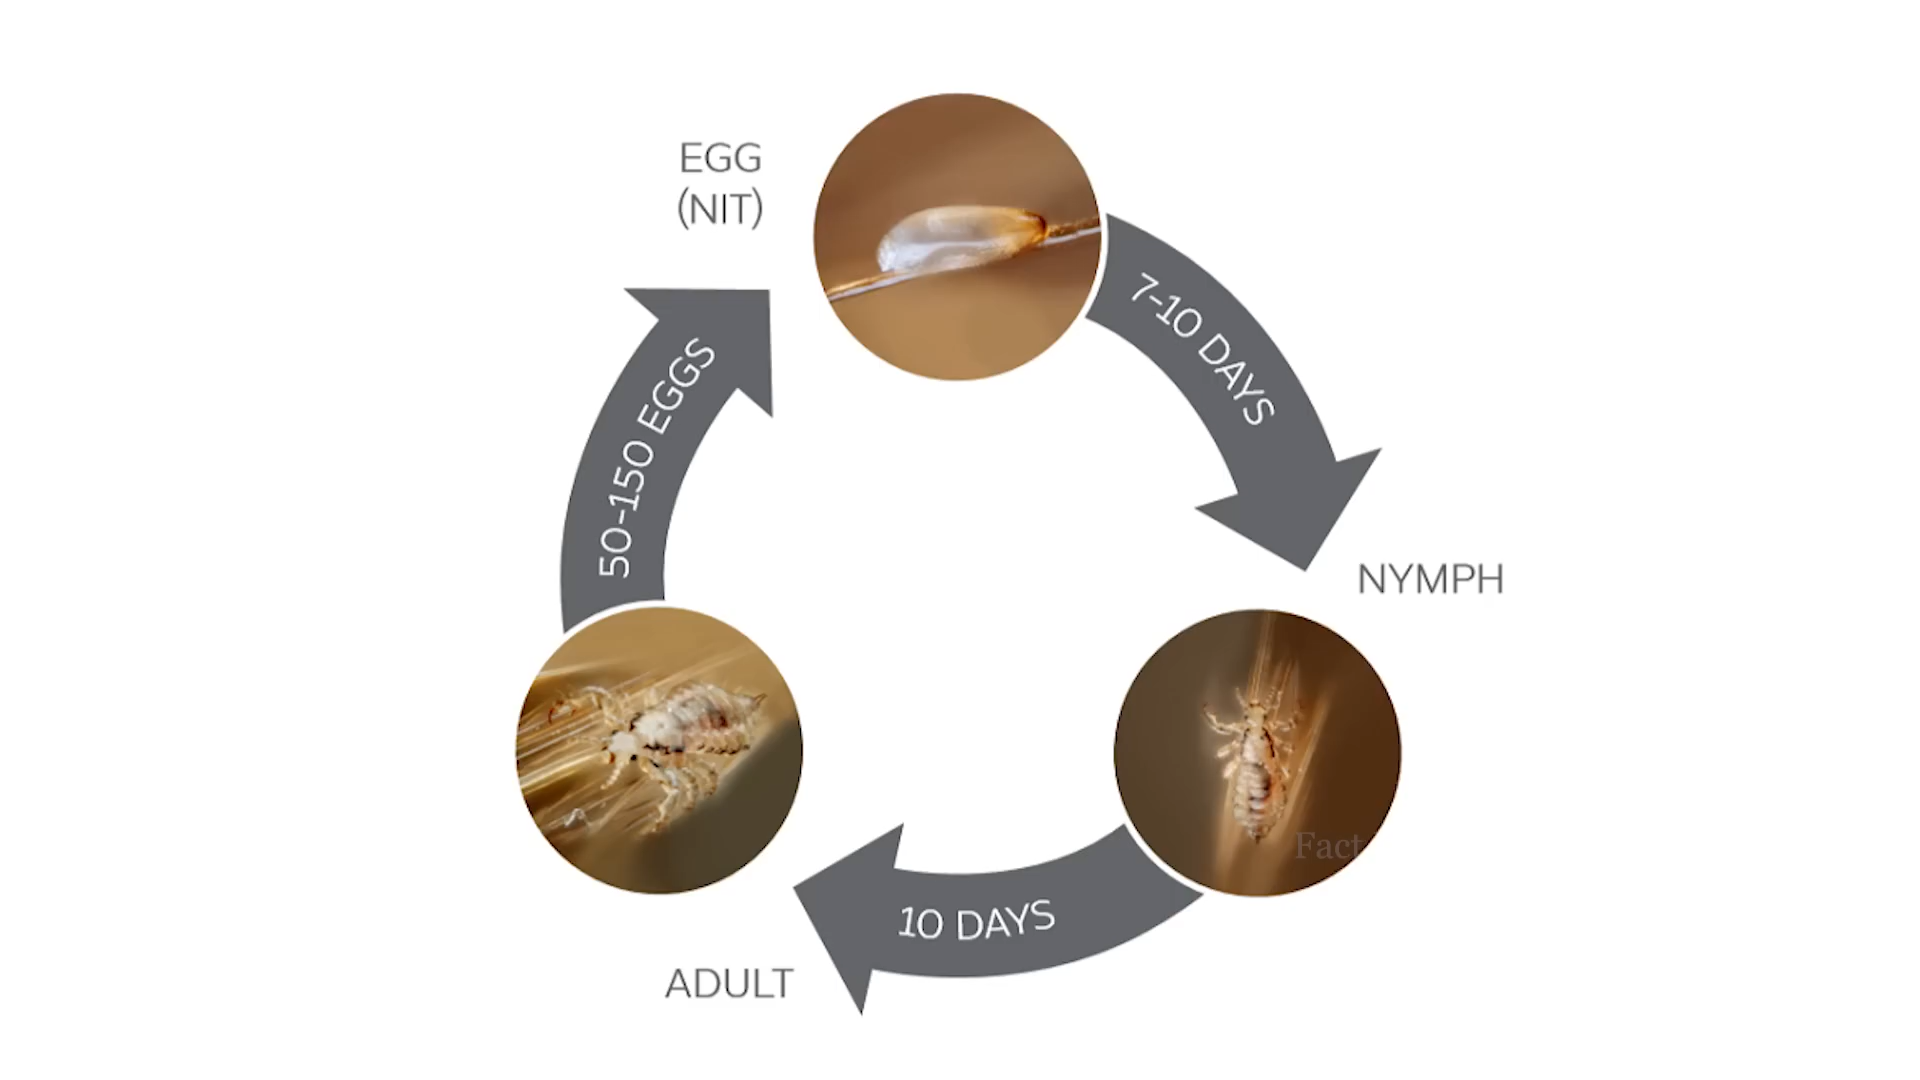 EGG
(NIT)
7-10 DAYS
NYMPH
Fact
10 DAYS
ADULT
50-150 EGGS